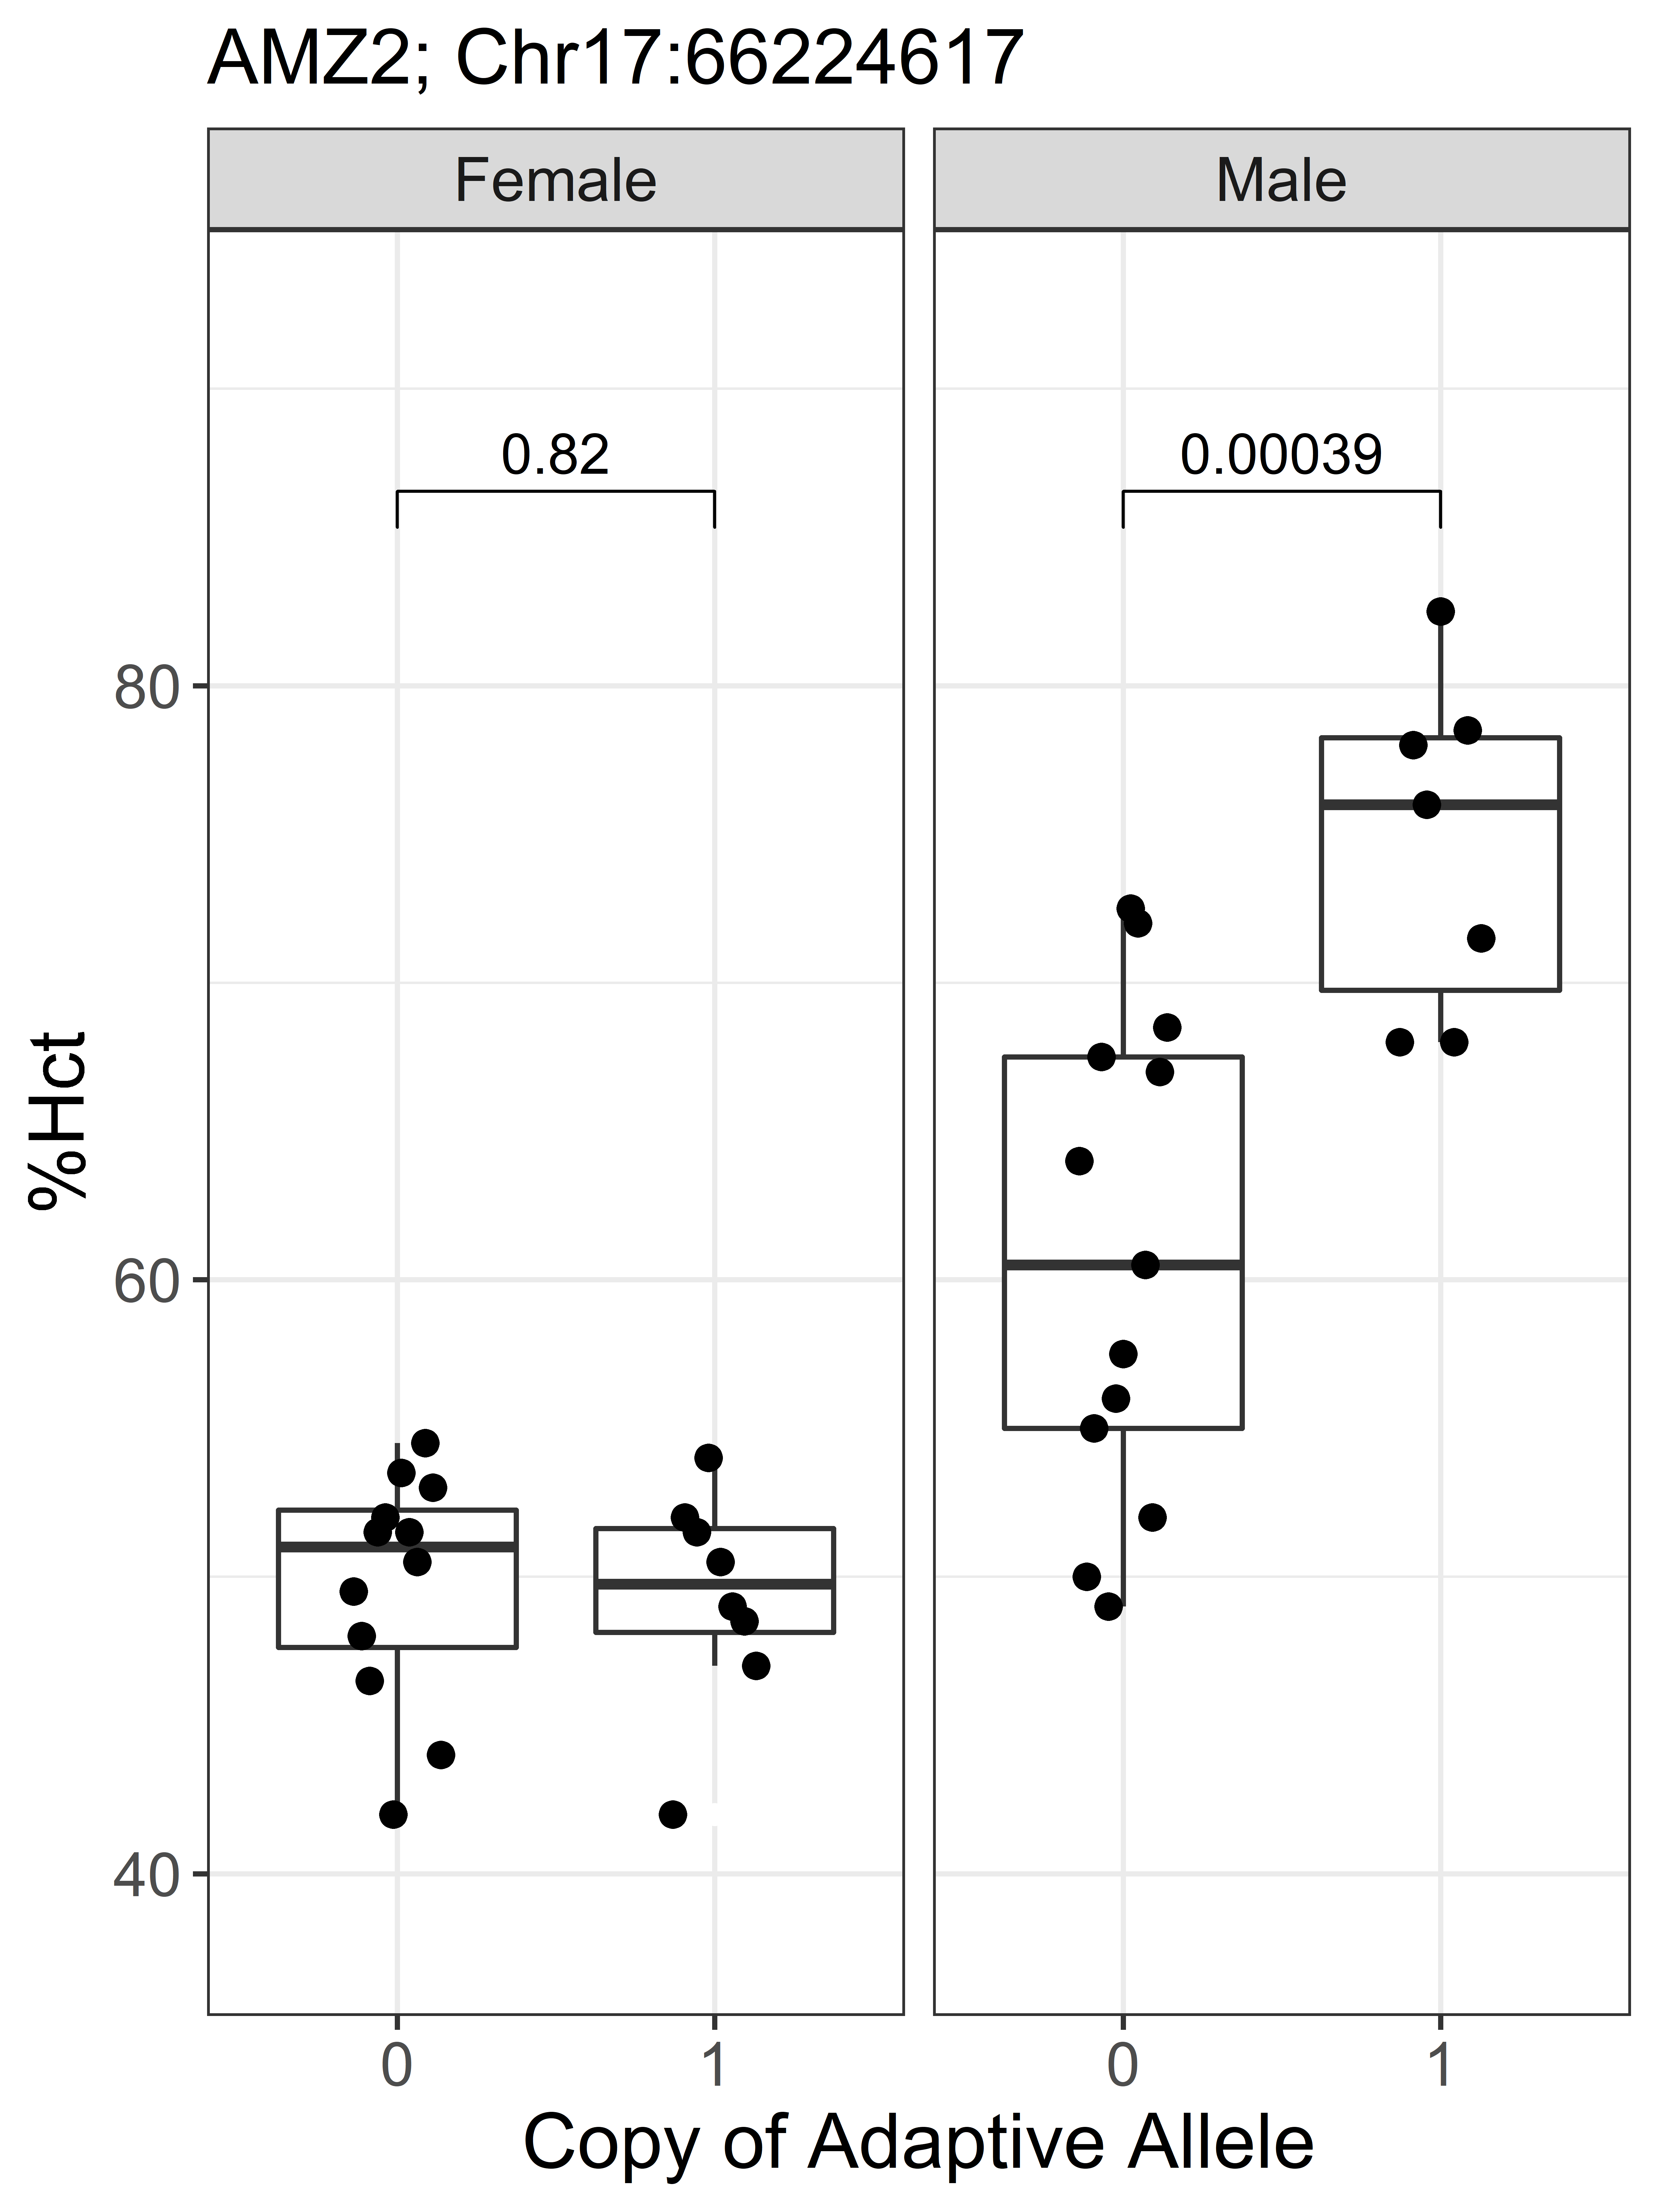 AMZ2; Chr17:66224617
Female
Male
0.82
0.00039
80
60
40
%Hct
0
1
0
1
Copy of Adaptive Allele